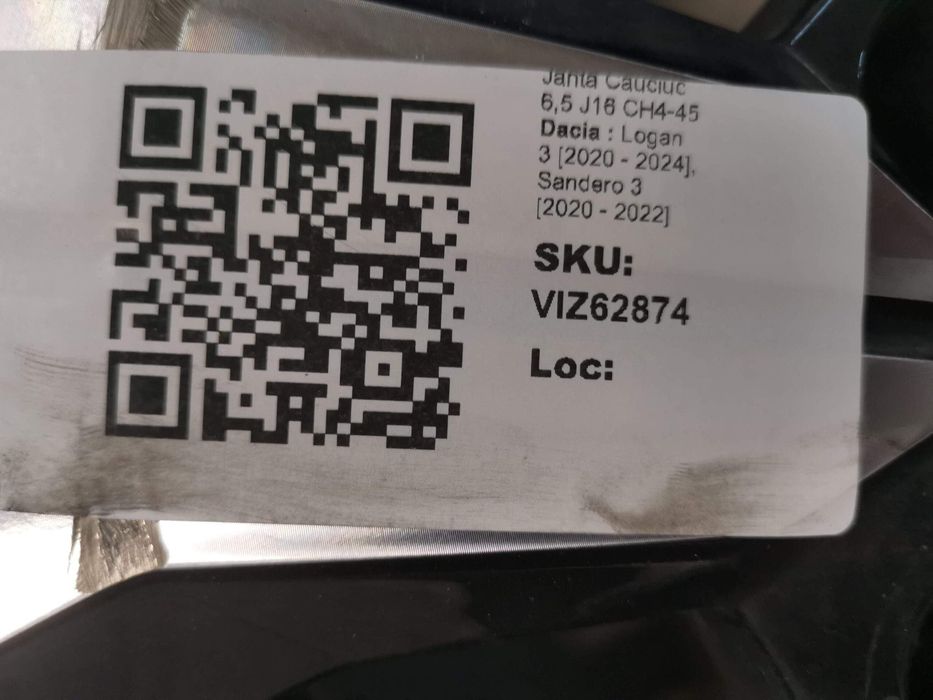 Janta Cauciuc
6,5 J16 CH4-45
Dacia : Logan
3 [2020 - 2024],
Sandero 3
[2020 - 2022]
SKU:
VIZ62874
Loc: